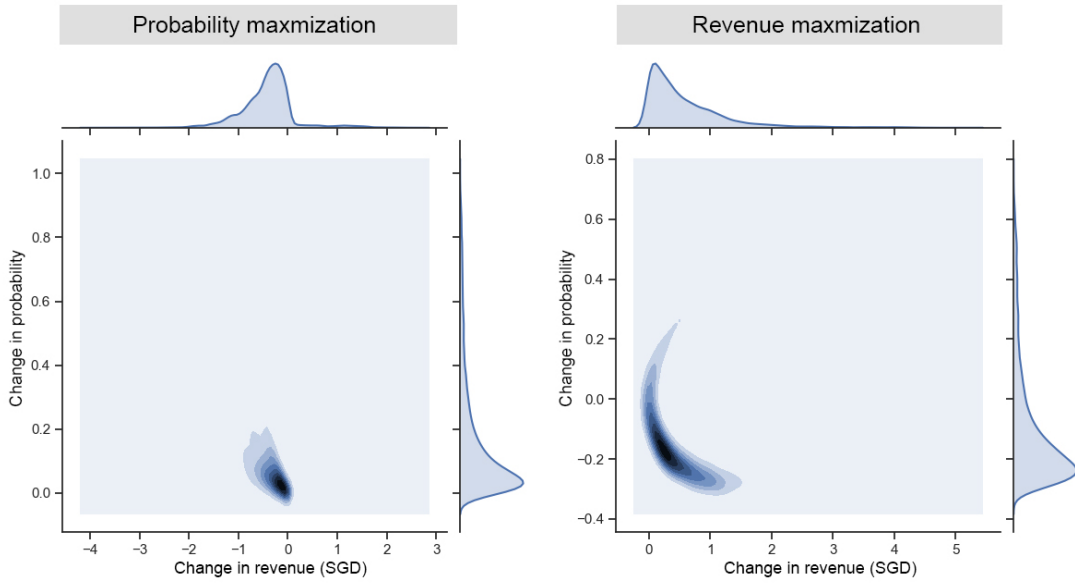 Probability maxmization
Revenue maxmization
1.0
0.8
0.6
0.4
0.2
0.0
Change in probability
−4 −3 −2 −1 0 1 2 3
Change in revenue (SGD)
0.8
0.6
0.4
0.2
0.0
−0.2
−0.4
Change in probability
0 1 2 3 4 5
Change in revenue (SGD)